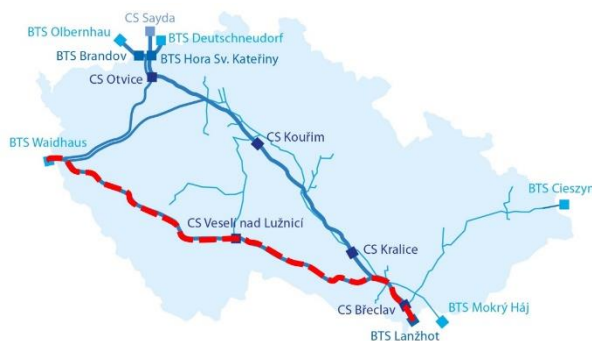 CS Sayda
BTS Olbernhau
BTS Deutschneudorf
BTS Brandov
BTS Hora Sv. Kateřiny
CS Otvice
BTS Waidhaus
CS Kouřim
BTS Cieszyn
CS Veselí nad Lužnicí
CS Kralice
CS Břeclav
BTS Mokrý Háj
BTS Lanžhot